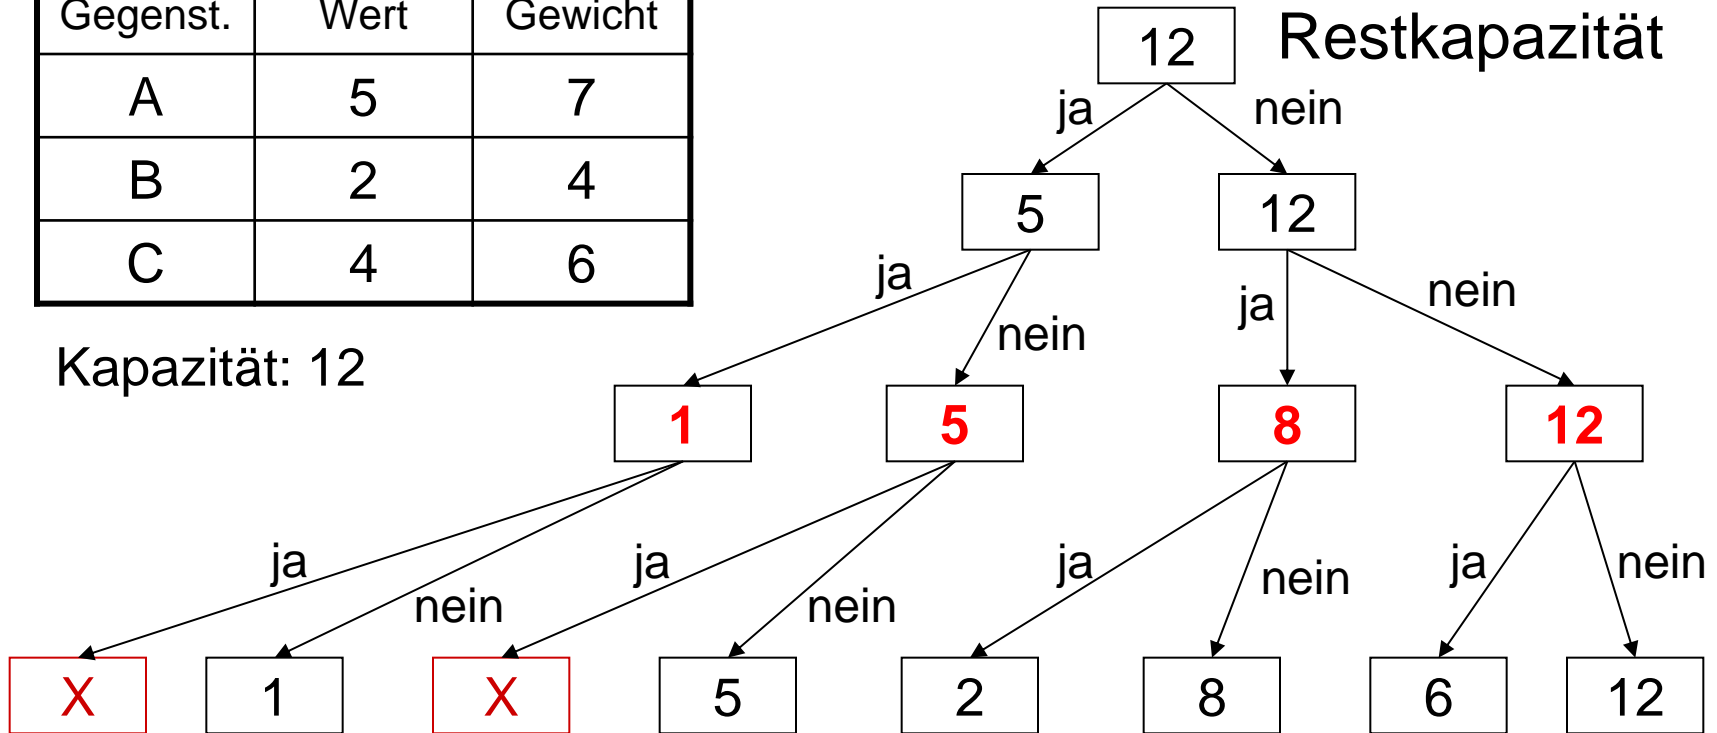 Gegenst. Wert Gewicht
A 5 7
B 2 4
C 4 6
Kapazität: 12
Restkapazität
12
ja nein
5 12
ja nein ja nein
1 5 8 12
ja nein ja nein ja nein ja nein
X 1 X 5 2 8 6 12